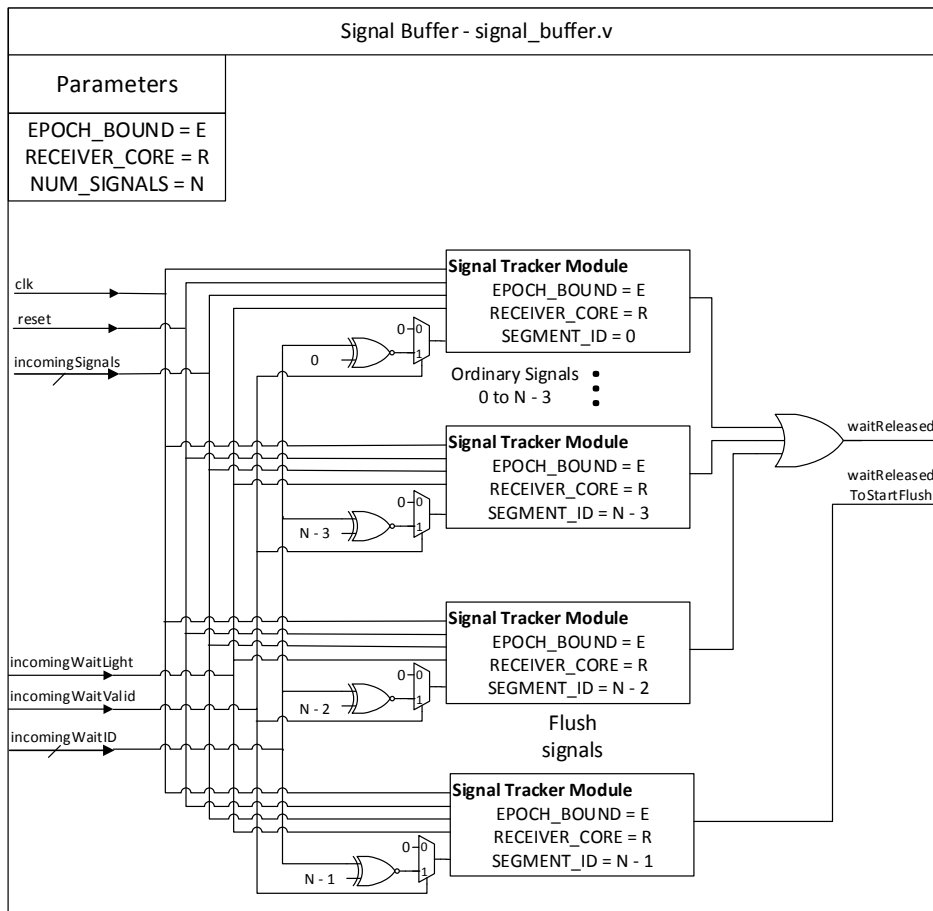 Signal Buffer - signal_buffer.v
Parameters
EPOCH_BOUND = E
RECEIVER_CORE = R
NUM_SIGNALS = N
clk
reset
incomingSignals
incomingWaitLight
incomingWaitValid
incomingWaitID
Signal Tracker Module
EPOCH_BOUND = E
RECEIVER_CORE = R
SEGMENT_ID = 0
0
0
0
1
Ordinary Signals
0 to N - 3
Signal Tracker Module
EPOCH_BOUND = E
RECEIVER_CORE = R
SEGMENT_ID = N - 3
0
0
1
N - 3
Signal Tracker Module
EPOCH_BOUND = E
RECEIVER_CORE = R
SEGMENT_ID = N - 2
0
0
1
N - 2
Flush
signals
Signal Tracker Module
EPOCH_BOUND = E
RECEIVER_CORE = R
SEGMENT_ID = N - 1
0
0
1
N - 1
waitReleased
waitReleased
ToStartFlush